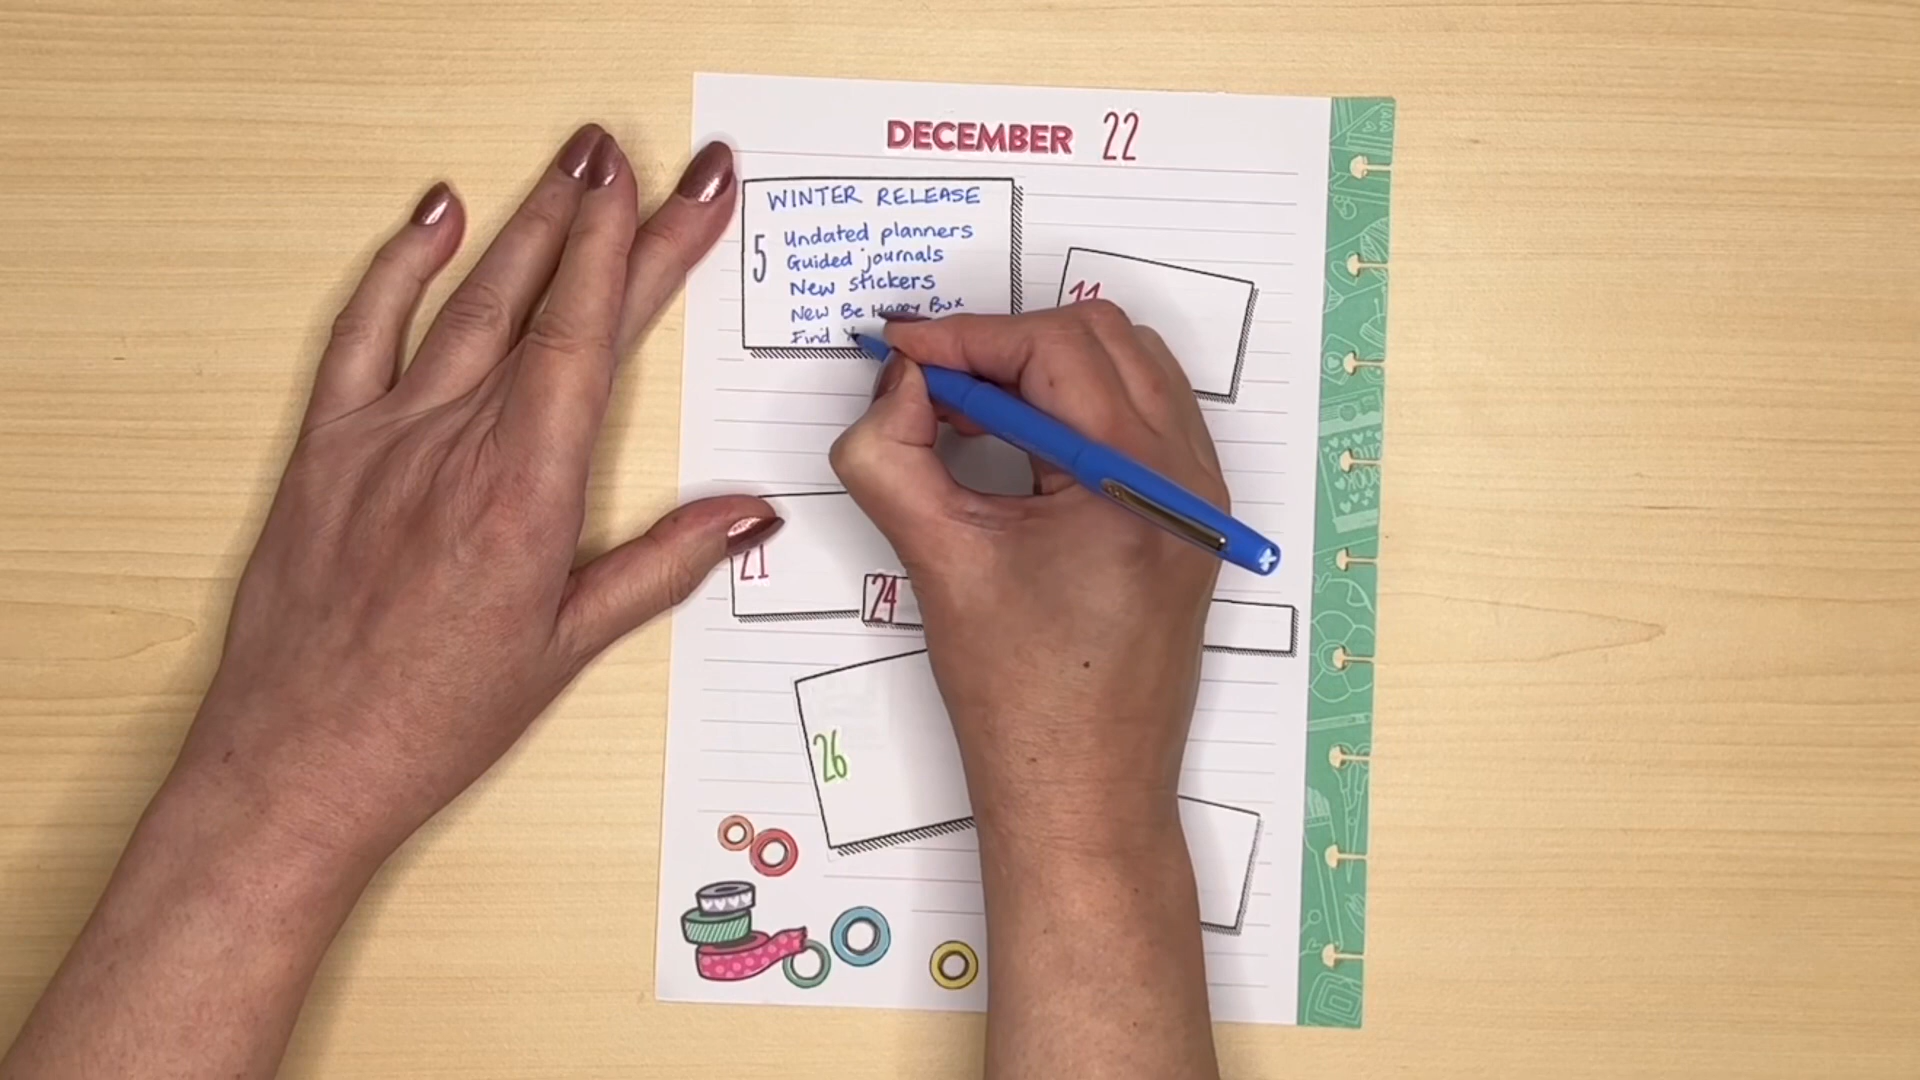 DECEMBER 22
WINTER RELEASE
5
Undated planners
Guided journals
New stickers
New Be Happy Box
Find
11
21
24
26